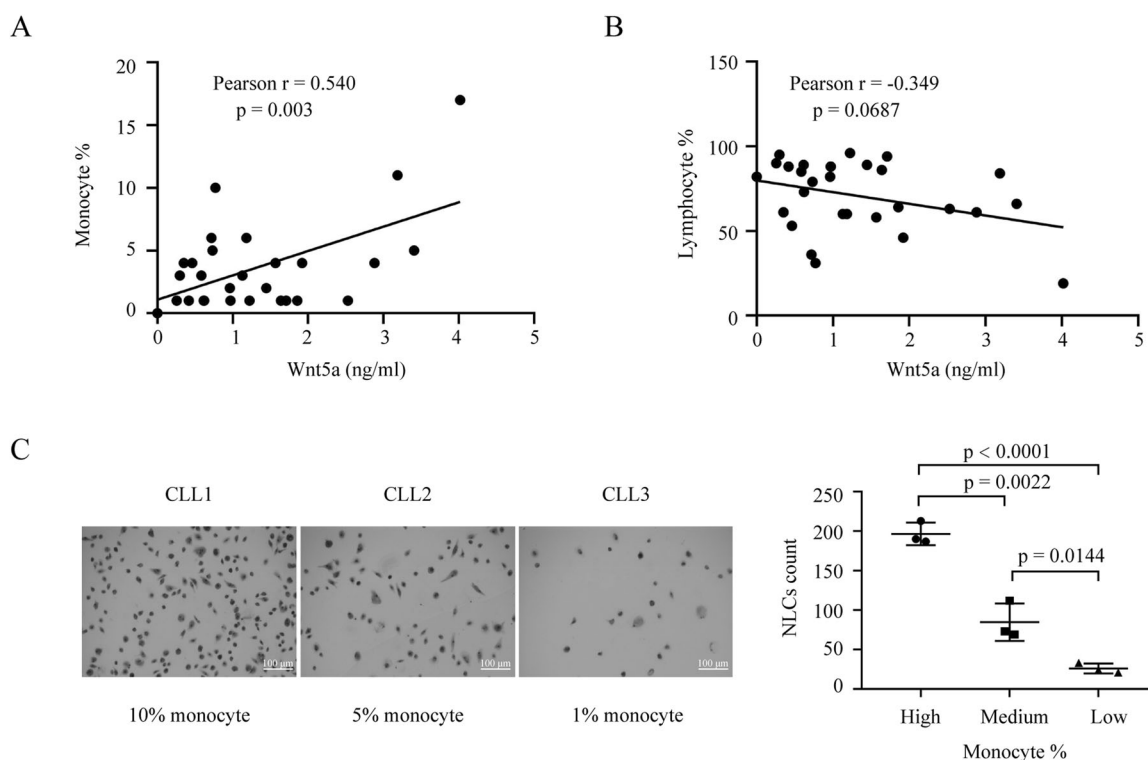 A
Pearson r = 0.540
p = 0.003
Monocyte %
20
15
10
5
0
0 1 2 3 4 5
Wnt5a (ng/ml)
B
Pearson r = -0.349
p = 0.0687
Lymphocyte %
150
100
50
0
0 1 2 3 4 5
Wnt5a (ng/ml)
C
CLL1 CLL2 CLL3
100 μm 100 μm 100 μm
10% monocyte 5% monocyte 1% monocyte
p < 0.0001
p = 0.0022
p = 0.0144
NLCs count
250
200
150
100
50
0
High Medium Low
Monocyte %